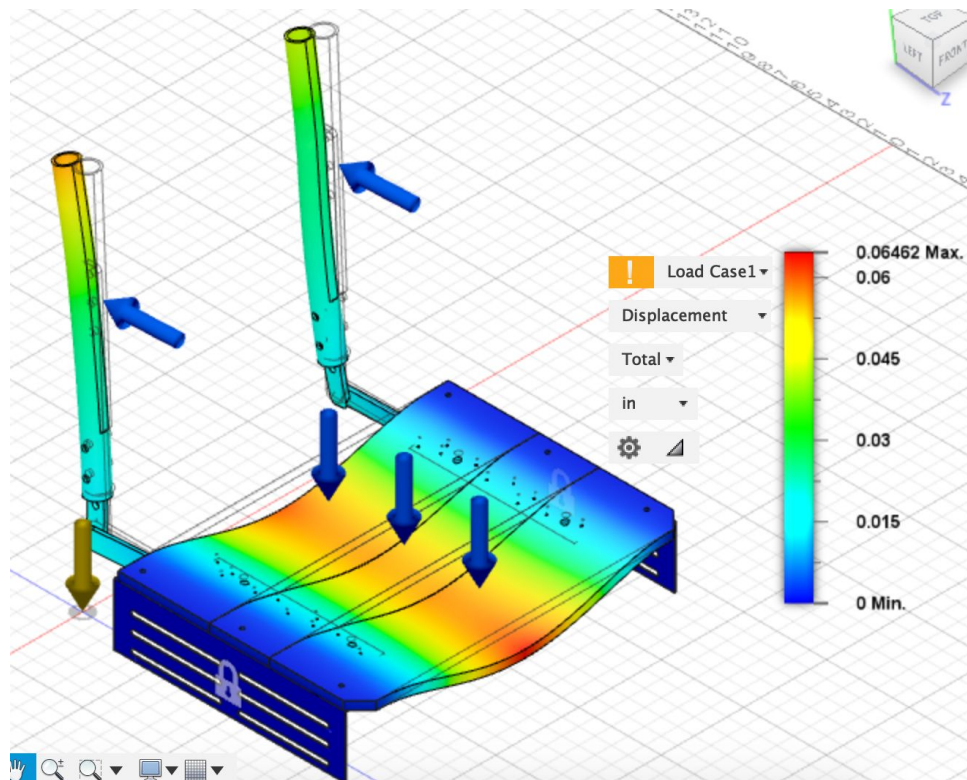 TOP
LEFT
FRONT
Z
0.06462 Max.
0.06
Load Case1
Displacement
0.045
Total
in
0.03
0.015
0 Min.